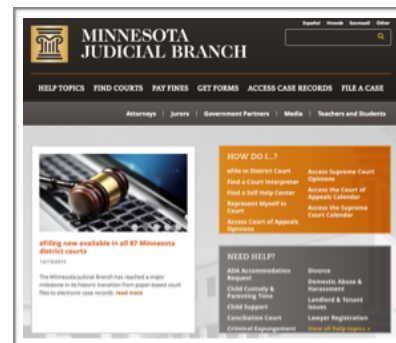 Español Hmoob Soomaali Other
MINNESOTA
JUDICIAL BRANCH
HELP TOPICS FIND COURTS PAY FINES GET FORMS ACCESS CASE RECORDS FILE A CASE
Attorneys | Jurors | Government Partners | Media | Teachers and Students
eFiling now available in all 87 Minnesota
district courts
The Minnesota Judicial Branch has reached a major
milestone in its historic transition from paper-based court
files to electronic case records. read more
HOW DO I...?
eFile in District Court
Find a Court Interpreter
Find a Self Help Center
Represent Myself in
Court
Access Court of Appeals
Opinions
Access Supreme Court
Opinions
Access the Court of
Appeals Calendar
Access the Supreme
Court Calendar
NEED HELP?
ADA Accommodation
Request
Child Custody &
Parenting Time
Child Support
Conciliation Court
Criminal Expungement
Divorce
Domestic Abuse &
Harassment
Landlord & Tenant
Issues
Lawyer Registration
View all help topics »